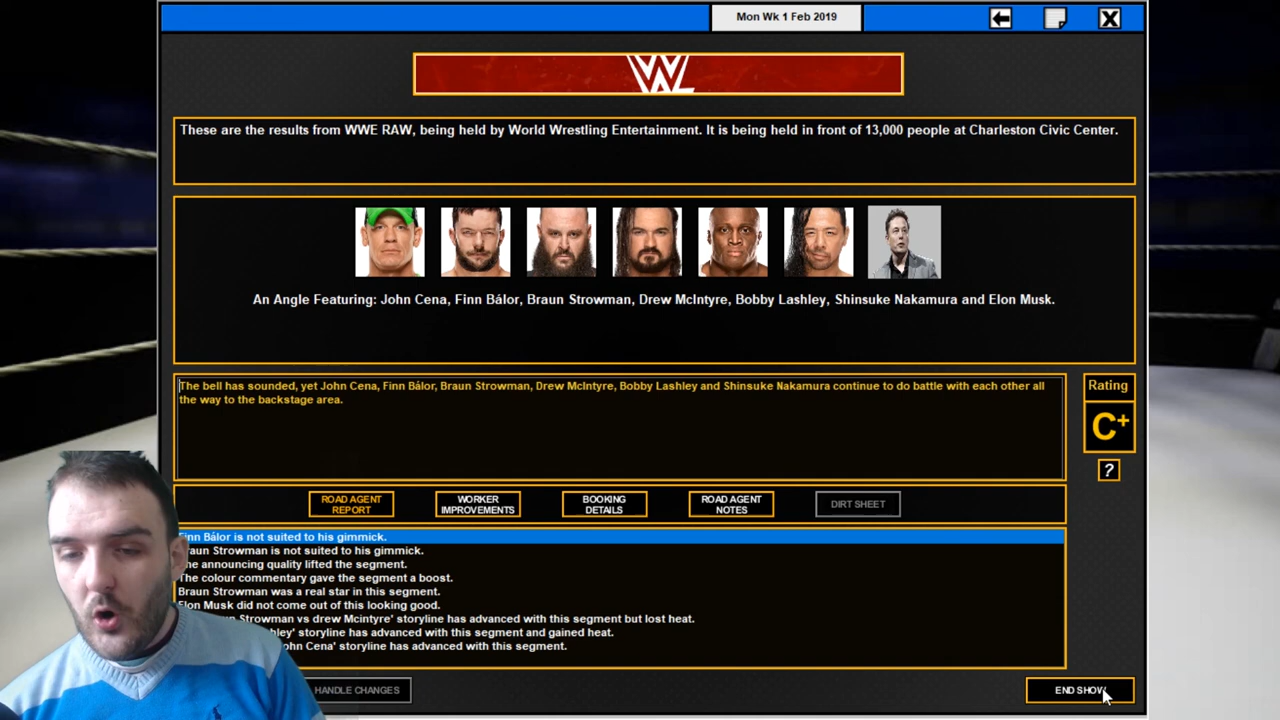 Mon Wk 1 Feb 2019
These are the results from WWE RAW, being held by World Wrestling Entertainment. It is being held in front of 13,000 people at Charleston Civic Center.
An Angle Featuring: John Cena, Finn Bálor, Braun Strowman, Drew McIntyre, Bobby Lashley, Shinsuke Nakamura and Elon Musk.
The bell has sounded, yet John Cena, Finn Bálor, Braun Strowman, Drew McIntyre, Bobby Lashley and Shinsuke Nakamura continue to do battle with each other all
the way to the backstage area.
Rating
C+
?
ROAD AGENT
REPORT
WORKER
IMPROVEMENTS
BOOKING
DETAILS
ROAD AGENT
NOTES
DIRT SHEET
Finn Bálor is not suited to his gimmick.
Braun Strowman is not suited to his gimmick.
The announcing quality lifted the segment.
The colour commentary gave the segment a boost.
Braun Strowman was a real star in this segment.
Elon Musk did not come out of this looking good.
Strowman vs drew McIntyre' storyline has advanced with this segment but lost heat.
storyline has advanced with this segment and gained heat.
John Cena' storyline has advanced with this segment.
HANDLE CHANGES
END SHOW